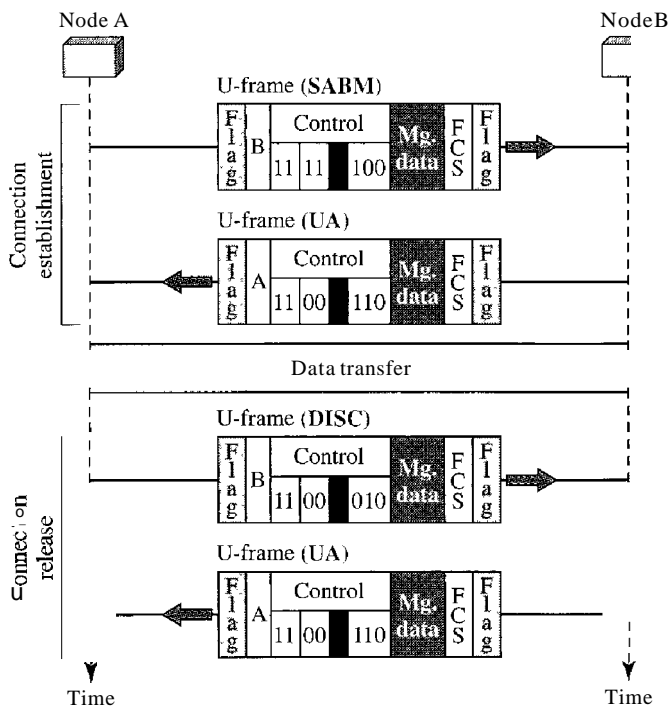 Node A
NodeB
U-frame (SABM)
Flag
B
Control
11 11 100
Mg. data
FCS
Flag
Connection establishment
U-frame (UA)
Flag
A
Control
11 00 110
Mg. data
FCS
Flag
Data transfer
U-frame (DISC)
Flag
B
Control
11 00 010
Mg. data
FCS
Flag
Connection release
U-frame (UA)
Flag
A
Control
11 00 110
Mg. data
FCS
Flag
Time
Time